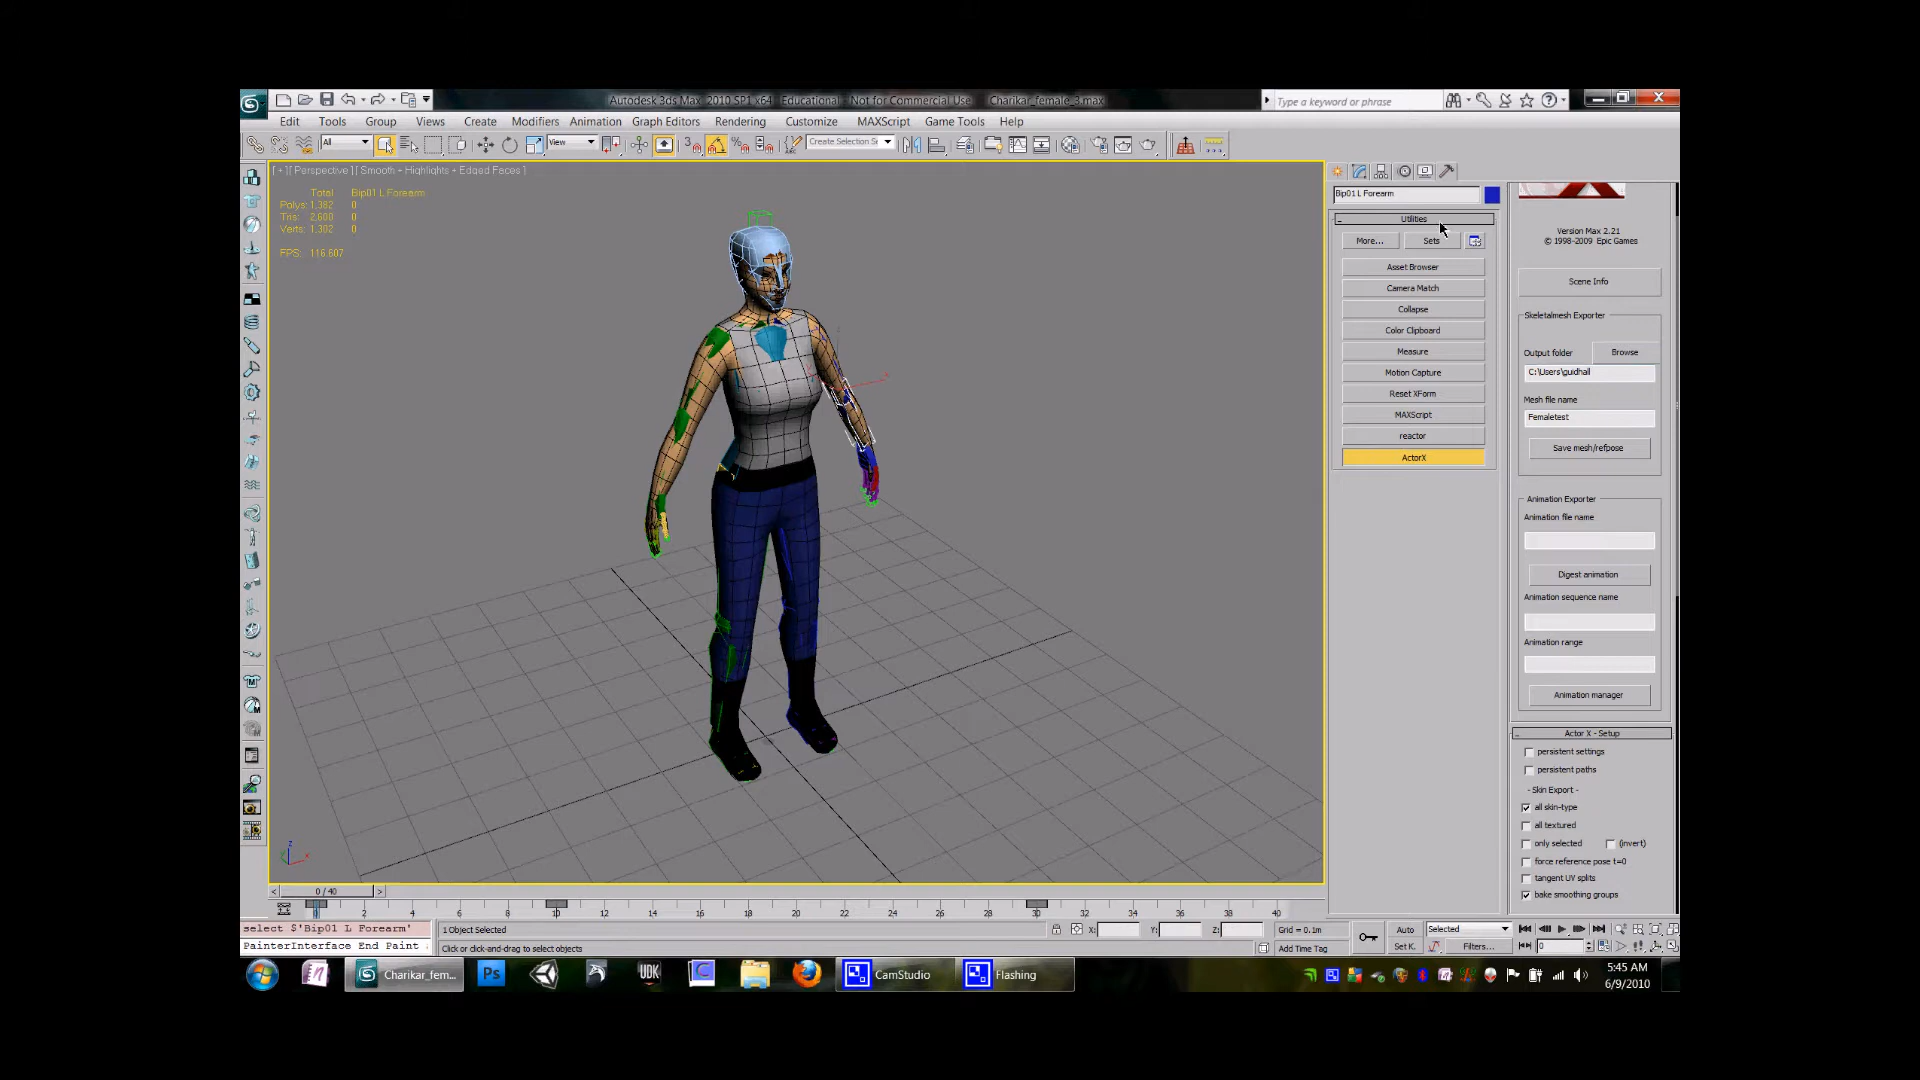 Autodesk 3ds Max 2010 SP1 x64 Educational - Not for Commercial Use Charikar_female_3.max
Type a keyword or phrase
Edit Tools Group Views Create Modifiers Animation Graph Editors Rendering Customize MAXScript Game Tools Help
All View Create Selection Se
[ + ][ Perspective ] [ Smooth + Highlights + Edged Faces ]
Total Bip01 L Forearm
Polys: 1,382 0
Tris: 2,600 0
Verts: 1,302 0
FPS: 116.607
Bip01 L Forearm
- Utilities
More... Sets
Asset Browser
Camera Match
Collapse
Color Clipboard
Measure
Motion Capture
Reset XForm
MAXScript
reactor
ActorX
Version Max 2.21
© 1998-2009 Epic Games
Scene Info
Skeletalmesh Exporter
Output folder Browse
C:\Users\guidhall
Mesh file name
Femaletest
Save mesh/refpose
Animation Exporter
Animation file name
Digest animation
Animation sequence name
Animation range
Animation manager
- Actor X - Setup
persistent settings
persistent paths
- Skin Export -
all skin-type
all textured
only selected (invert)
force reference pose t=0
tangent UV splits
bake smoothing groups
z x
< 0 / 40 >
0 2 4 6 8 10 12 14 16 18 20 22 24 26 28 30 32 34 36 38 40
select $'Bip01 L Forearm' 1 Object Selected X: Y: Z: Grid = 0.1m Auto Selected
PainterInterface End Paint Click or click-and-drag to select objects Add Time Tag Set K. Filters... 0
Charikar_fem... Ps UDK CamStudio Flashing
5:45 AM
6/9/2010